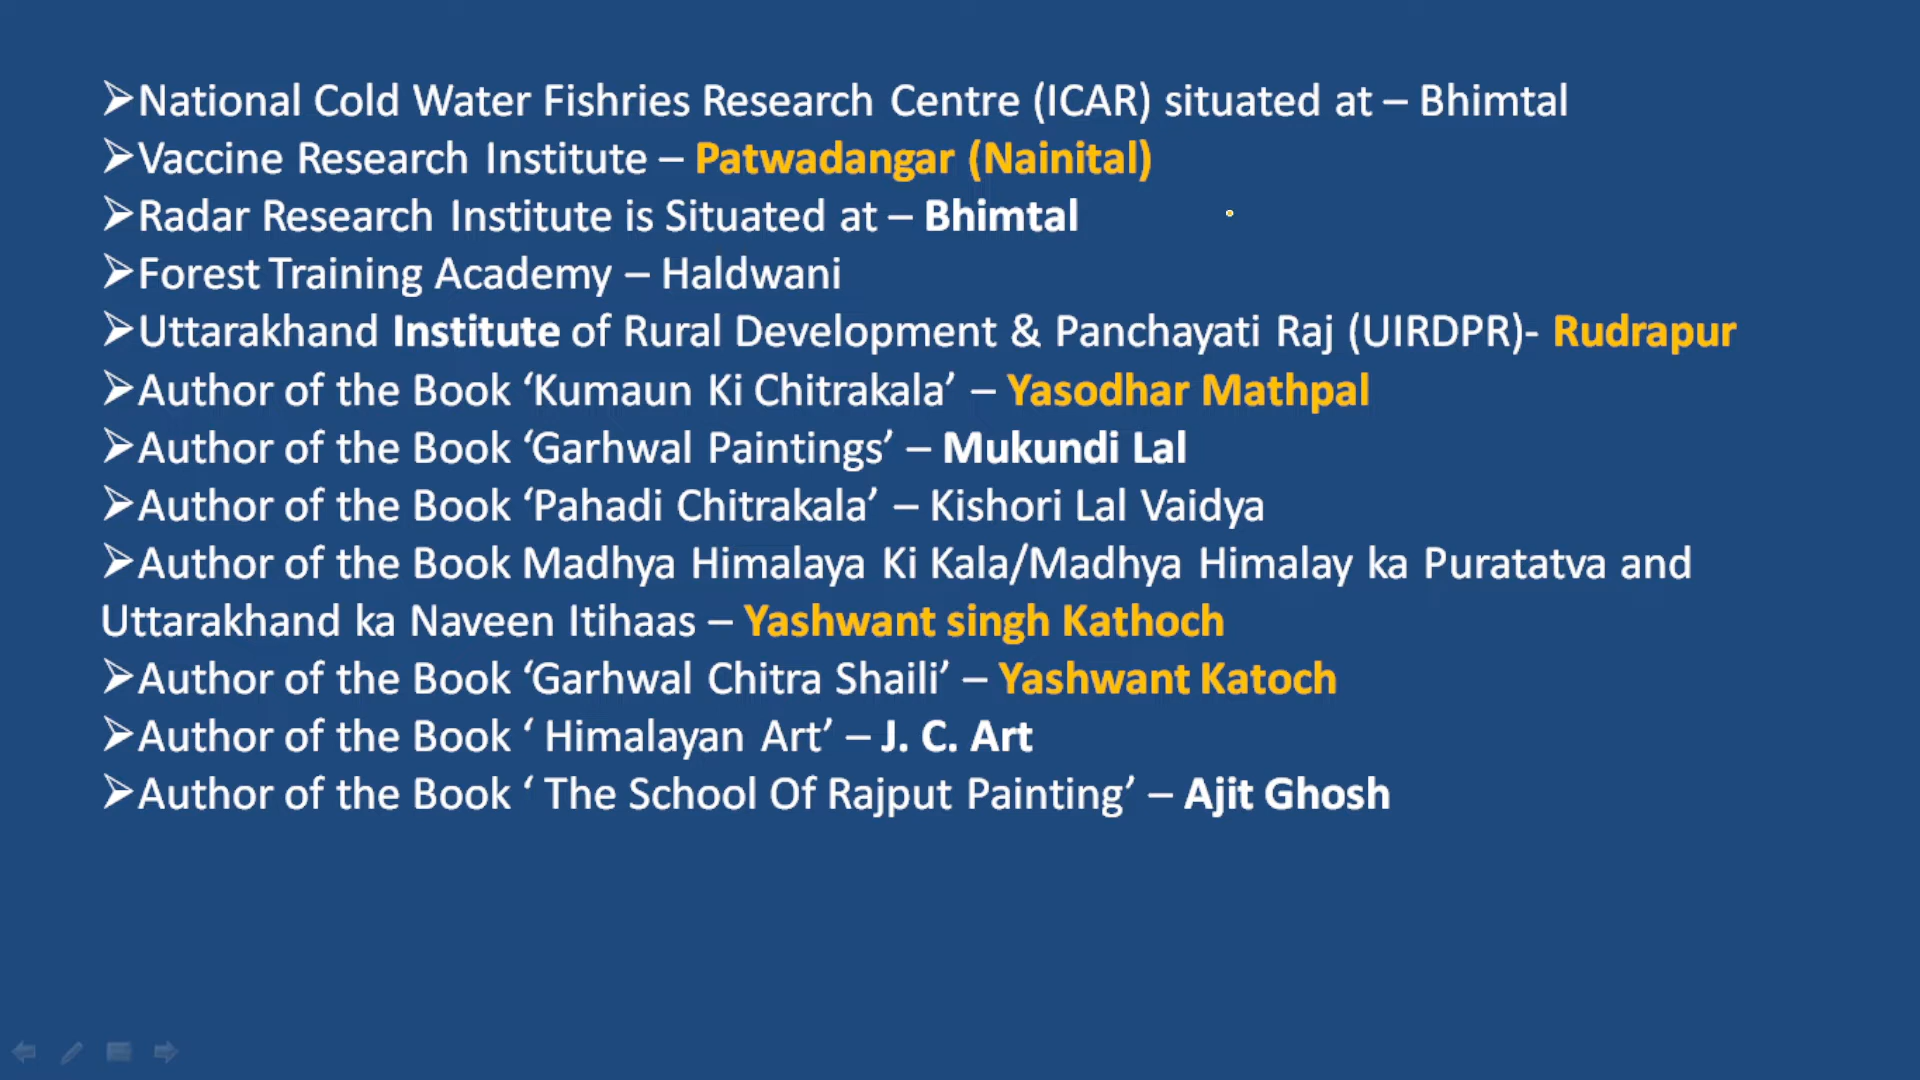 ➢National Cold Water Fishries Research Centre (ICAR) situated at – Bhimtal
➢Vaccine Research Institute – Patwadangar (Nainital)
➢Radar Research Institute is Situated at – Bhimtal
➢Forest Training Academy – Haldwani
➢Uttarakhand Institute of Rural Development & Panchayati Raj (UIRDPR)- Rudrapur
➢Author of the Book ‘Kumaun Ki Chitrakala’ – Yasodhar Mathpal
➢Author of the Book ‘Garhwal Paintings’ – Mukundi Lal
➢Author of the Book ‘Pahadi Chitrakala’ – Kishori Lal Vaidya
➢Author of the Book Madhya Himalaya Ki Kala/Madhya Himalay ka Puratatva and
Uttarakhand ka Naveen Itihaas – Yashwant singh Kathoch
➢Author of the Book ‘Garhwal Chitra Shaili’ – Yashwant Katoch
➢Author of the Book ‘ Himalayan Art’ – J. C. Art
➢Author of the Book ‘ The School Of Rajput Painting’ – Ajit Ghosh